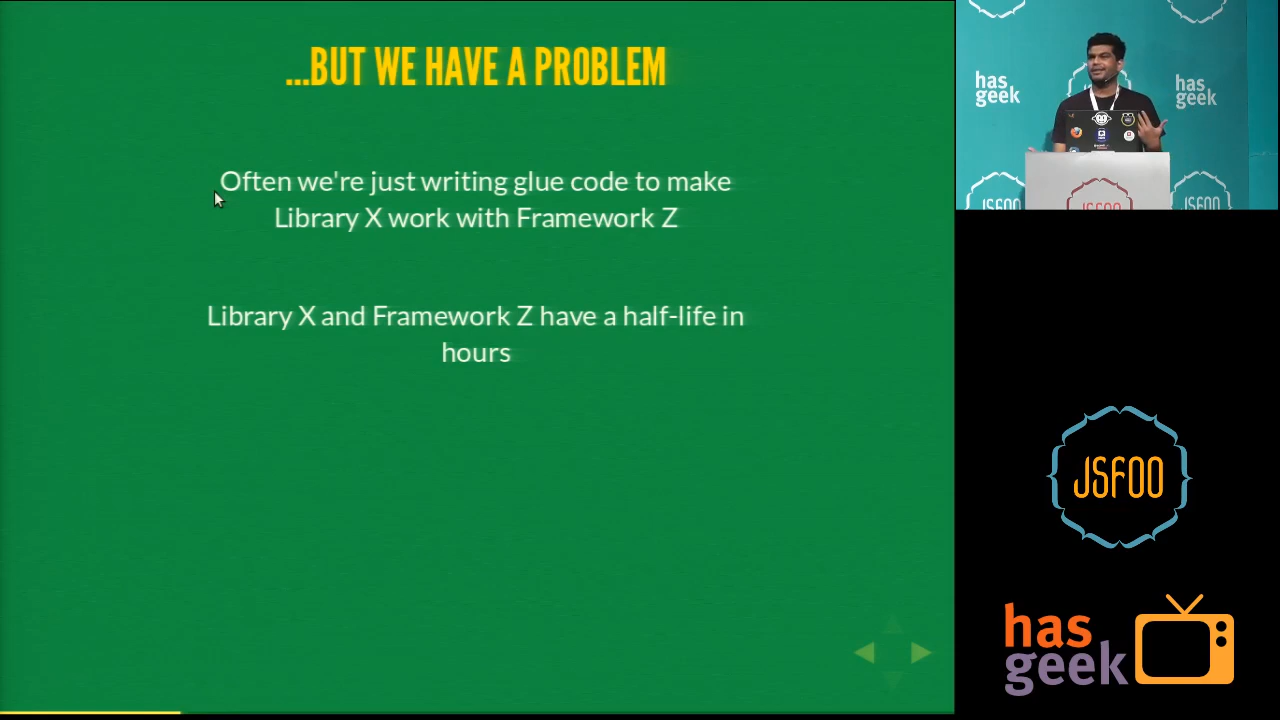 ...BUT WE HAVE A PROBLEM
Often we're just writing glue code to make
Library X work with Framework Z
Library X and Framework Z have a half-life in
hours
has
geek
has
geek
JSFOO
JSFOO
JSFOO
JSFOO
has
geek